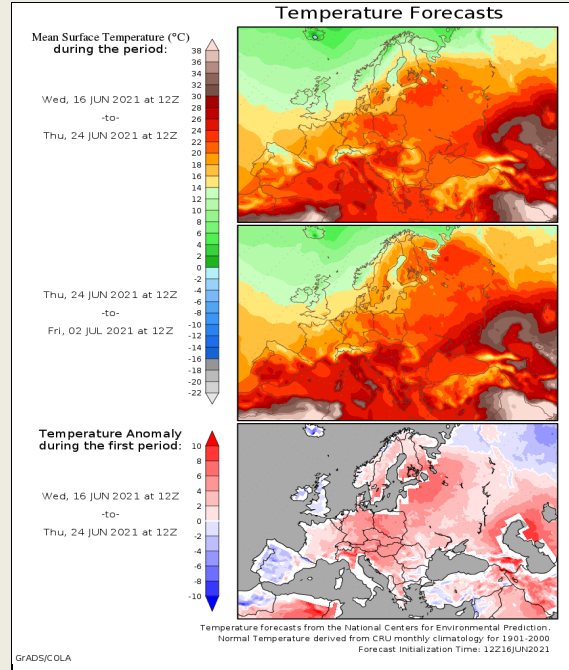 Temperature Forecasts
Mean Surface Temperature (°C)
during the period:
Wed, 16 JUN 2021 at 12Z
-to-
Thu, 24 JUN 2021 at 12Z
38
36
34
32
30
28
26
24
22
20
18
16
14
12
10
8
6
4
2
0
-2
-4
-6
-8
-10
-12
-14
-16
-18
-20
-22
Thu, 24 JUN 2021 at 12Z
-to-
Fri, 02 JUL 2021 at 12Z
Temperature Anomaly
during the first period:
Wed, 16 JUN 2021 at 12Z
-to-
Thu, 24 JUN 2021 at 12Z
10
8
6
4
2
0
-2
-4
-6
-8
-10
Temperature forecasts from the National Centers for Environmental Prediction.
Normal Temperature derived from CRU monthly climatology for 1901-2000
Forecast Initialization Time: 12Z16JUN2021
GrADS/COLA